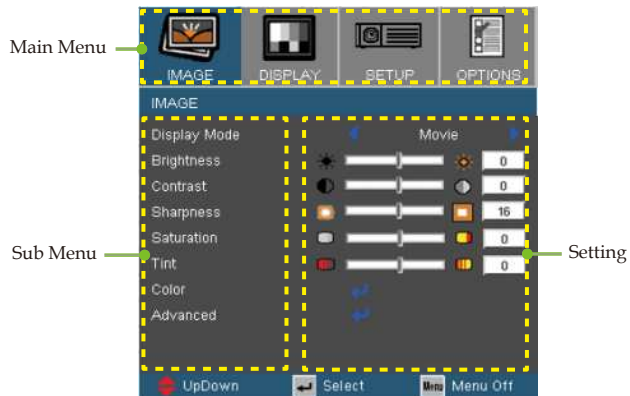 Main Menu
IMAGE DISPLAY SETUP OPTIONS
IMAGE
Display Mode Movie
Brightness 0
Contrast 0
Sharpness 16
Saturation 0
Sub Menu
Setting
Tint 0
Color
Advanced
UpDown Select Menu Menu Off